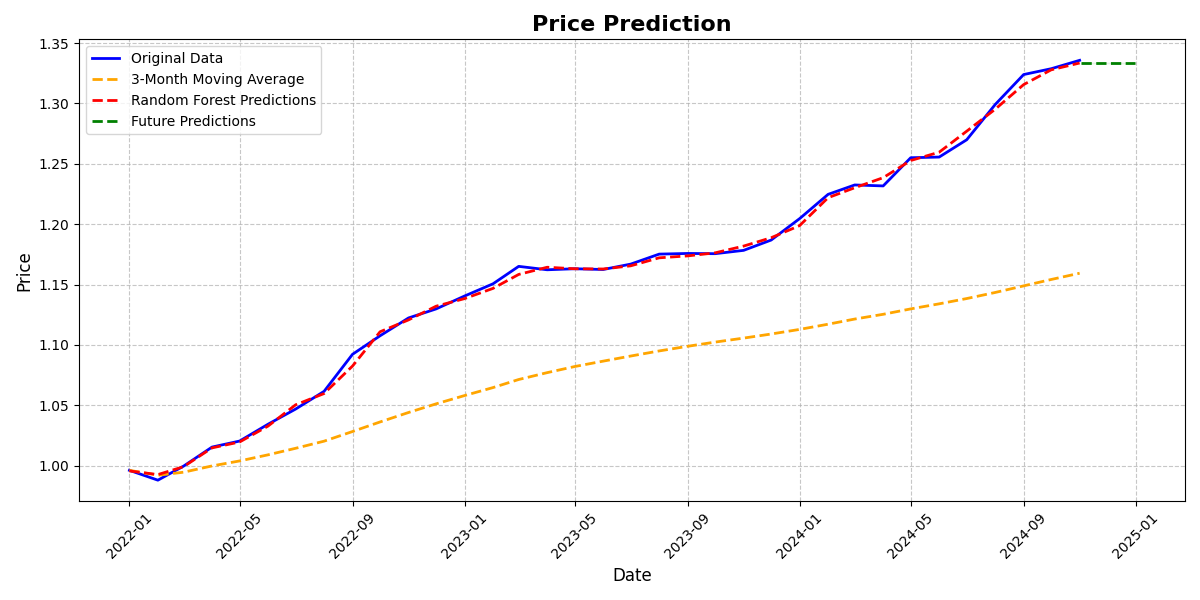 Price Prediction
Original Data
3-Month Moving Average
Random Forest Predictions
Future Predictions
Price
1.35
1.30
1.25
1.20
1.15
1.10
1.05
1.00
2022-01
2022-05
2022-09
2023-01
2023-05
2023-09
2024-01
2024-05
2024-09
2025-01
Date